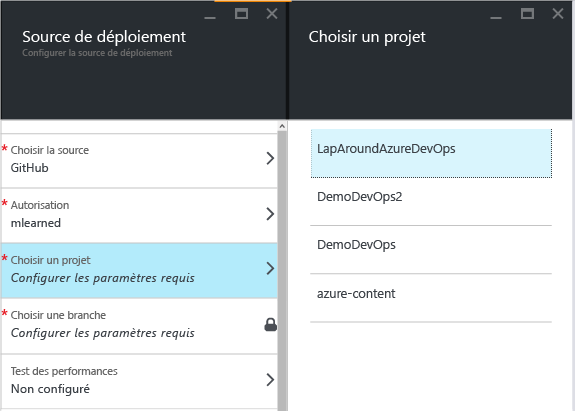 Source de déploiement
Configurer la source de déploiement
* Choisir la source
GitHub
* Autorisation
mlearned
* Choisir un projet
Configurer les paramètres requis
* Choisir une branche
Configurer les paramètres requis
Test des performances
Non configuré
Choisir un projet
LapAroundAzureDevOps
DemoDevOps2
DemoDevOps
azure-content